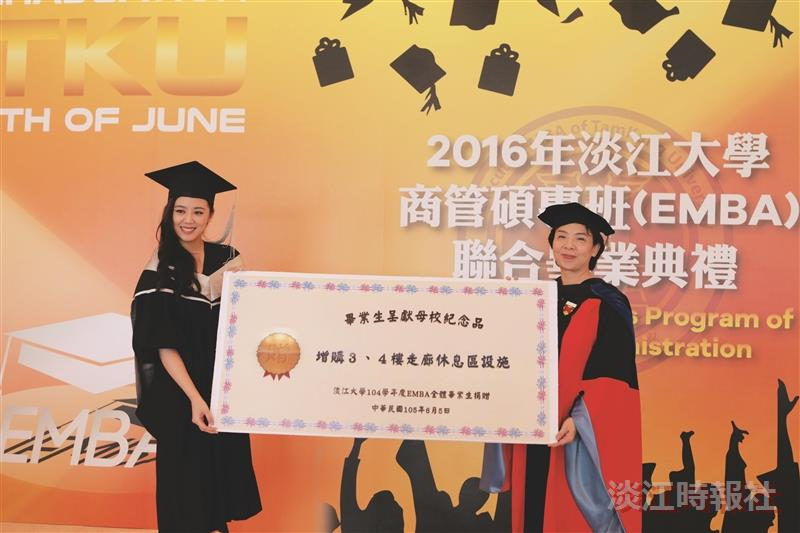 TKU
TH OF JUNE
2016年淡江大學
商管碩專班(EMBA)
聯合畢業典禮
Program of
nistration
畢業生呈獻母校紀念品
增購3、4樓走廊休息區設施
淡江大學104學年度EMBA全體畢業生捐贈
中華民國105年6月5日
EMBA
淡江時報社